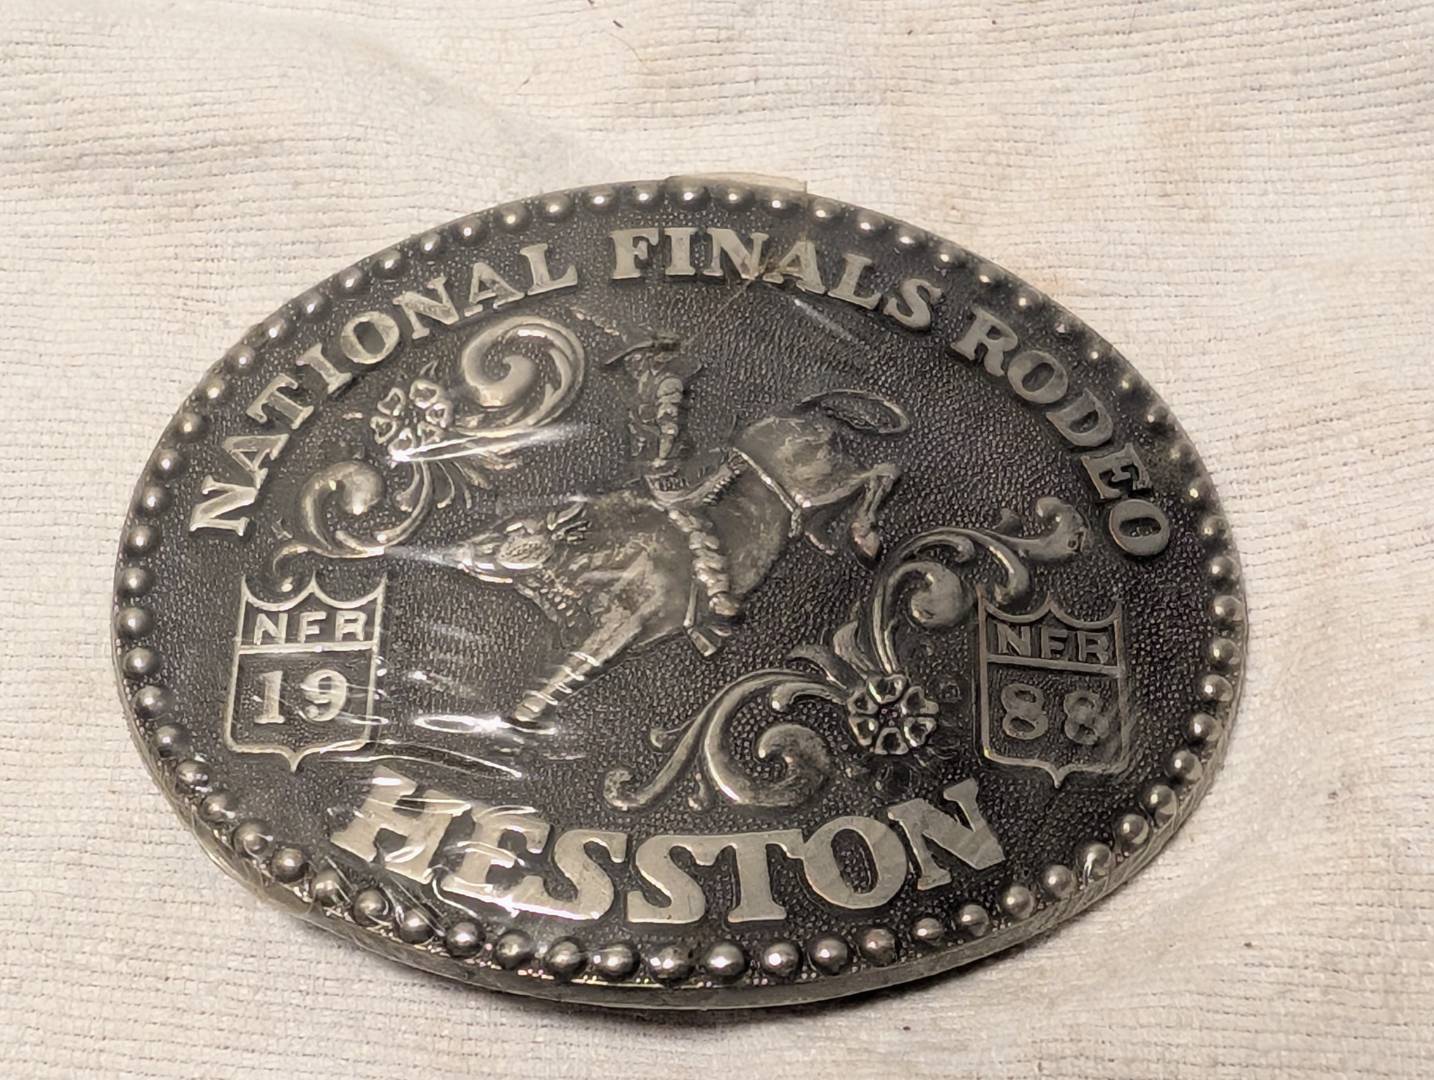 NATIONAL FINALS RODEO
NFR
19
NFR
88
HESSTON